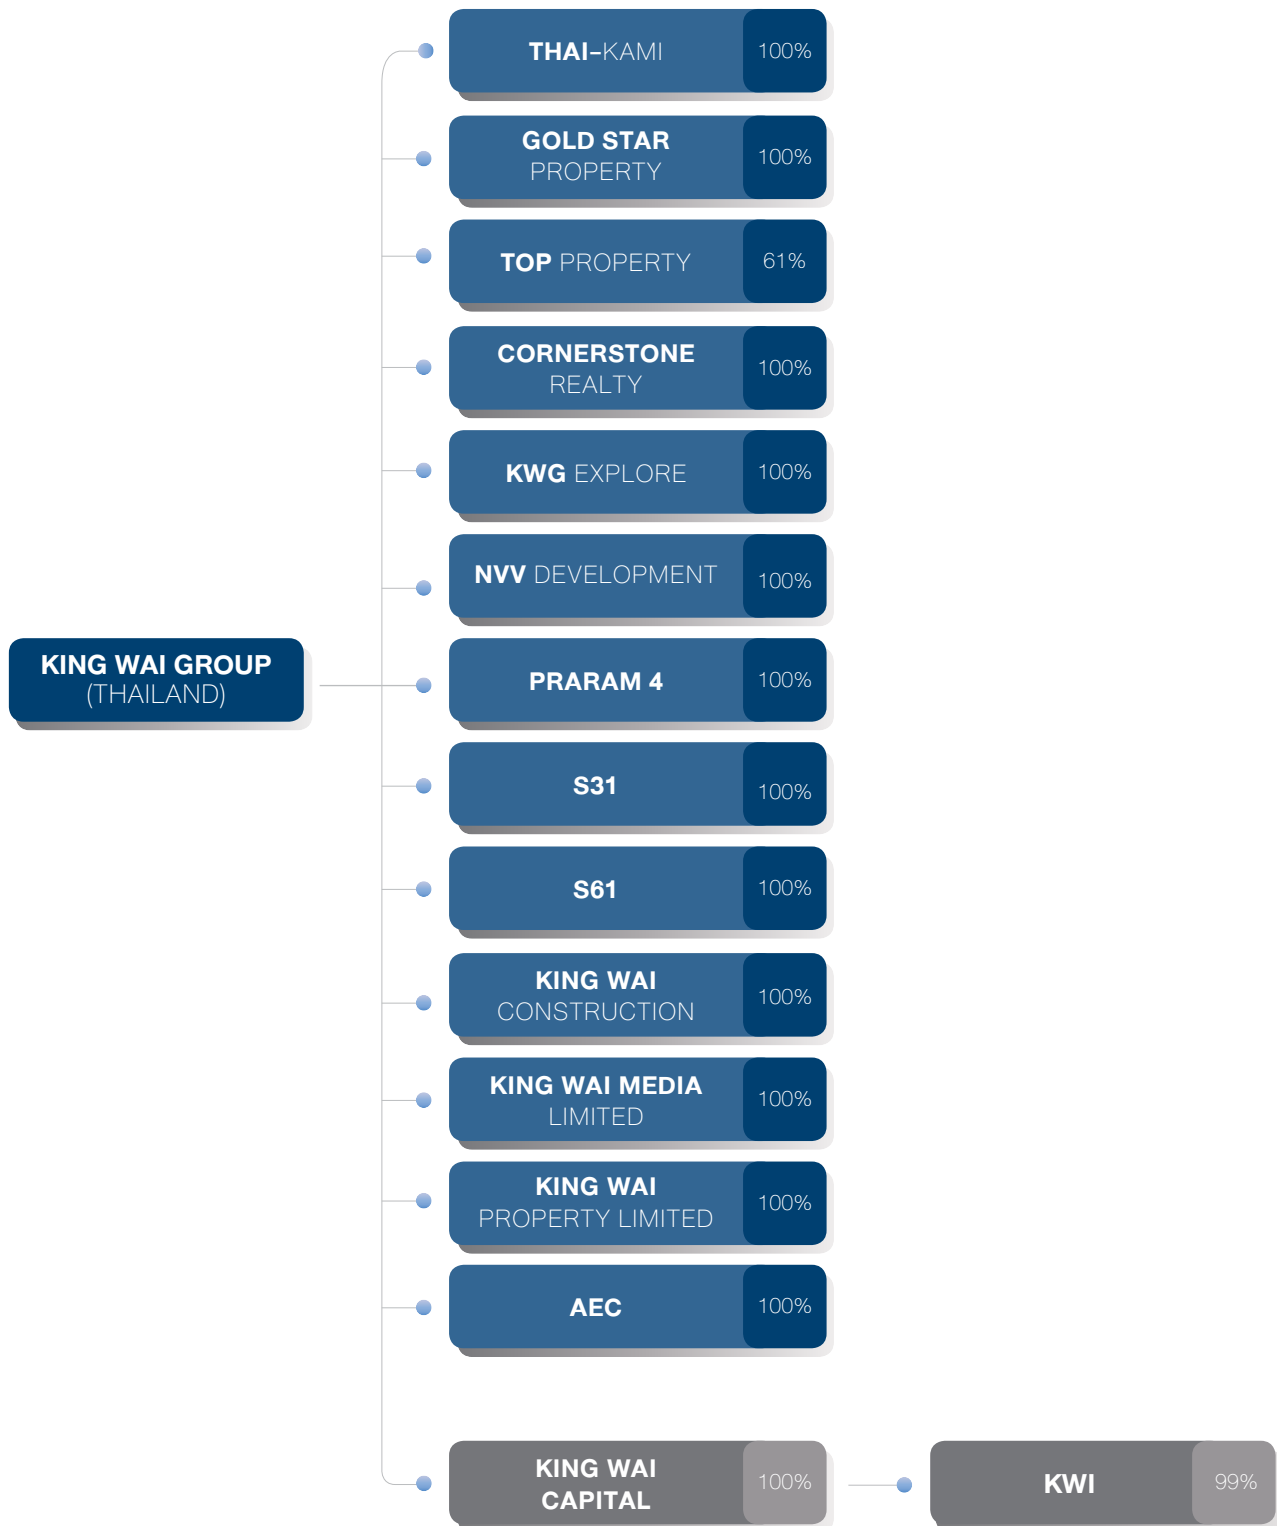 THAI-KAMI
100%
GOLD STAR
PROPERTY
100%
TOP PROPERTY
61%
CORNERSTONE
REALTY
100%
KWG EXPLORE
100%
NVV DEVELOPMENT
100%
KING WAI GROUP
(THAILAND)
PRARAM 4
100%
S31
100%
S61
100%
KING WAI
CONSTRUCTION
100%
KING WAI MEDIA
LIMITED
100%
KING WAI
PROPERTY LIMITED
100%
AEC
100%
KING WAI
CAPITAL
100%
KWI
99%